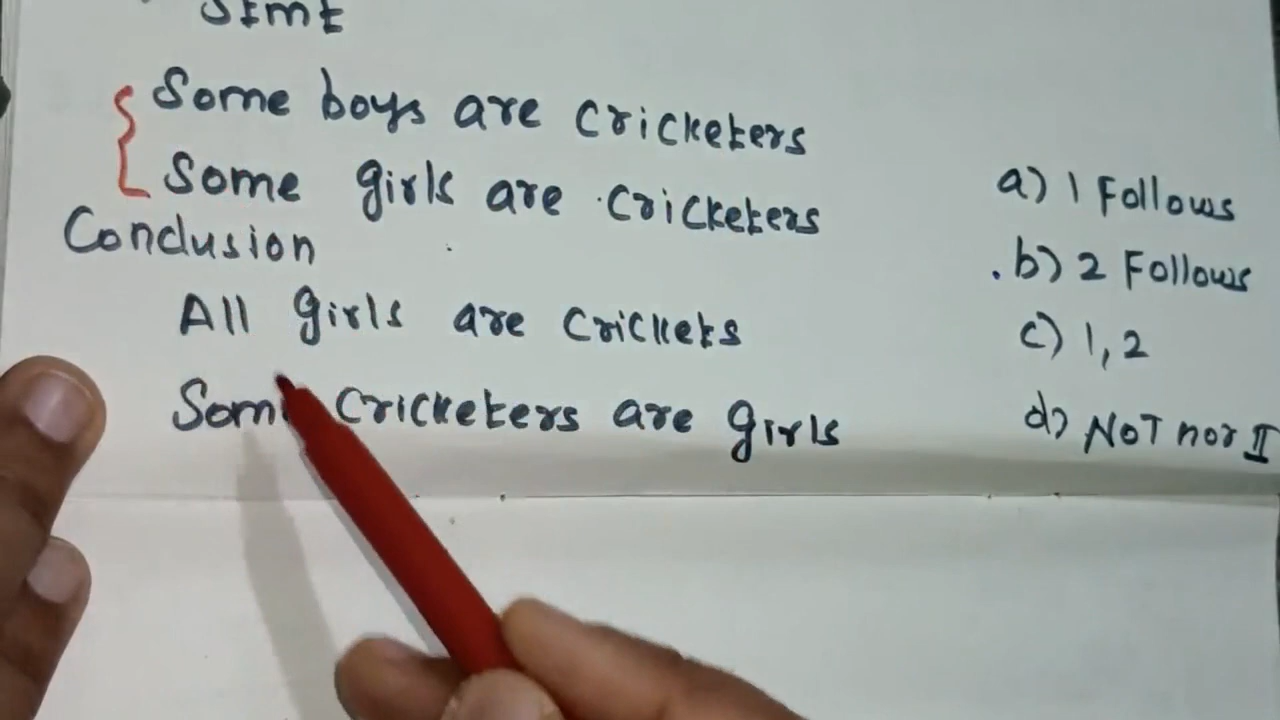 Stmt
Some boys are cricketers
Some girls are cricketers
Conclusion
All girls are crickets
Some cricketers are girls
a) 1 Follows
.b) 2 Follows
c) 1, 2
d) NOT nor II